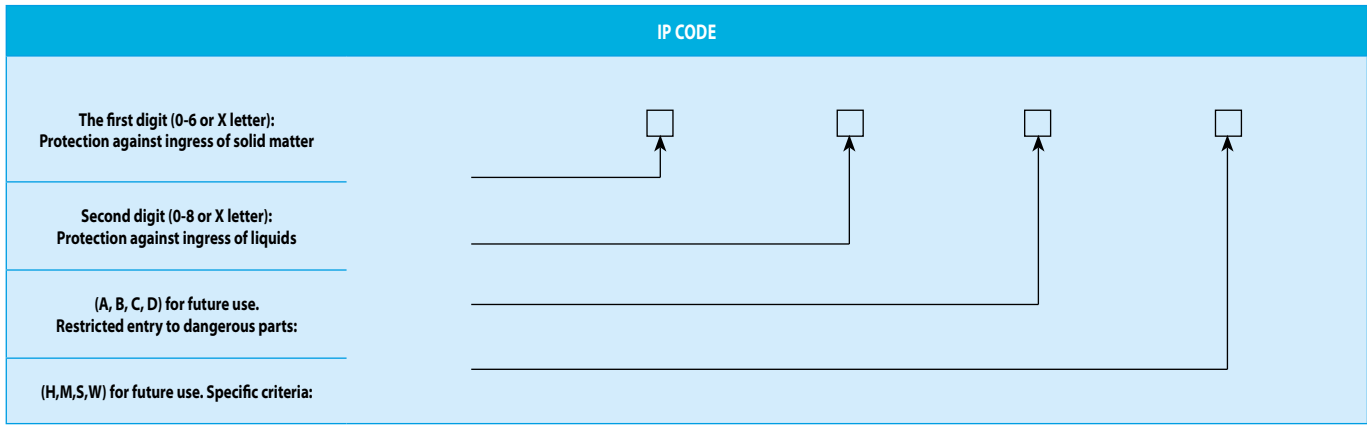 IP CODE
The first digit (0-6 or X letter):
Protection against ingress of solid matter
Second digit (0-8 or X letter):
Protection against ingress of liquids
(A, B, C, D) for future use.
Restricted entry to dangerous parts:
(H,M,S,W) for future use. Specific criteria: